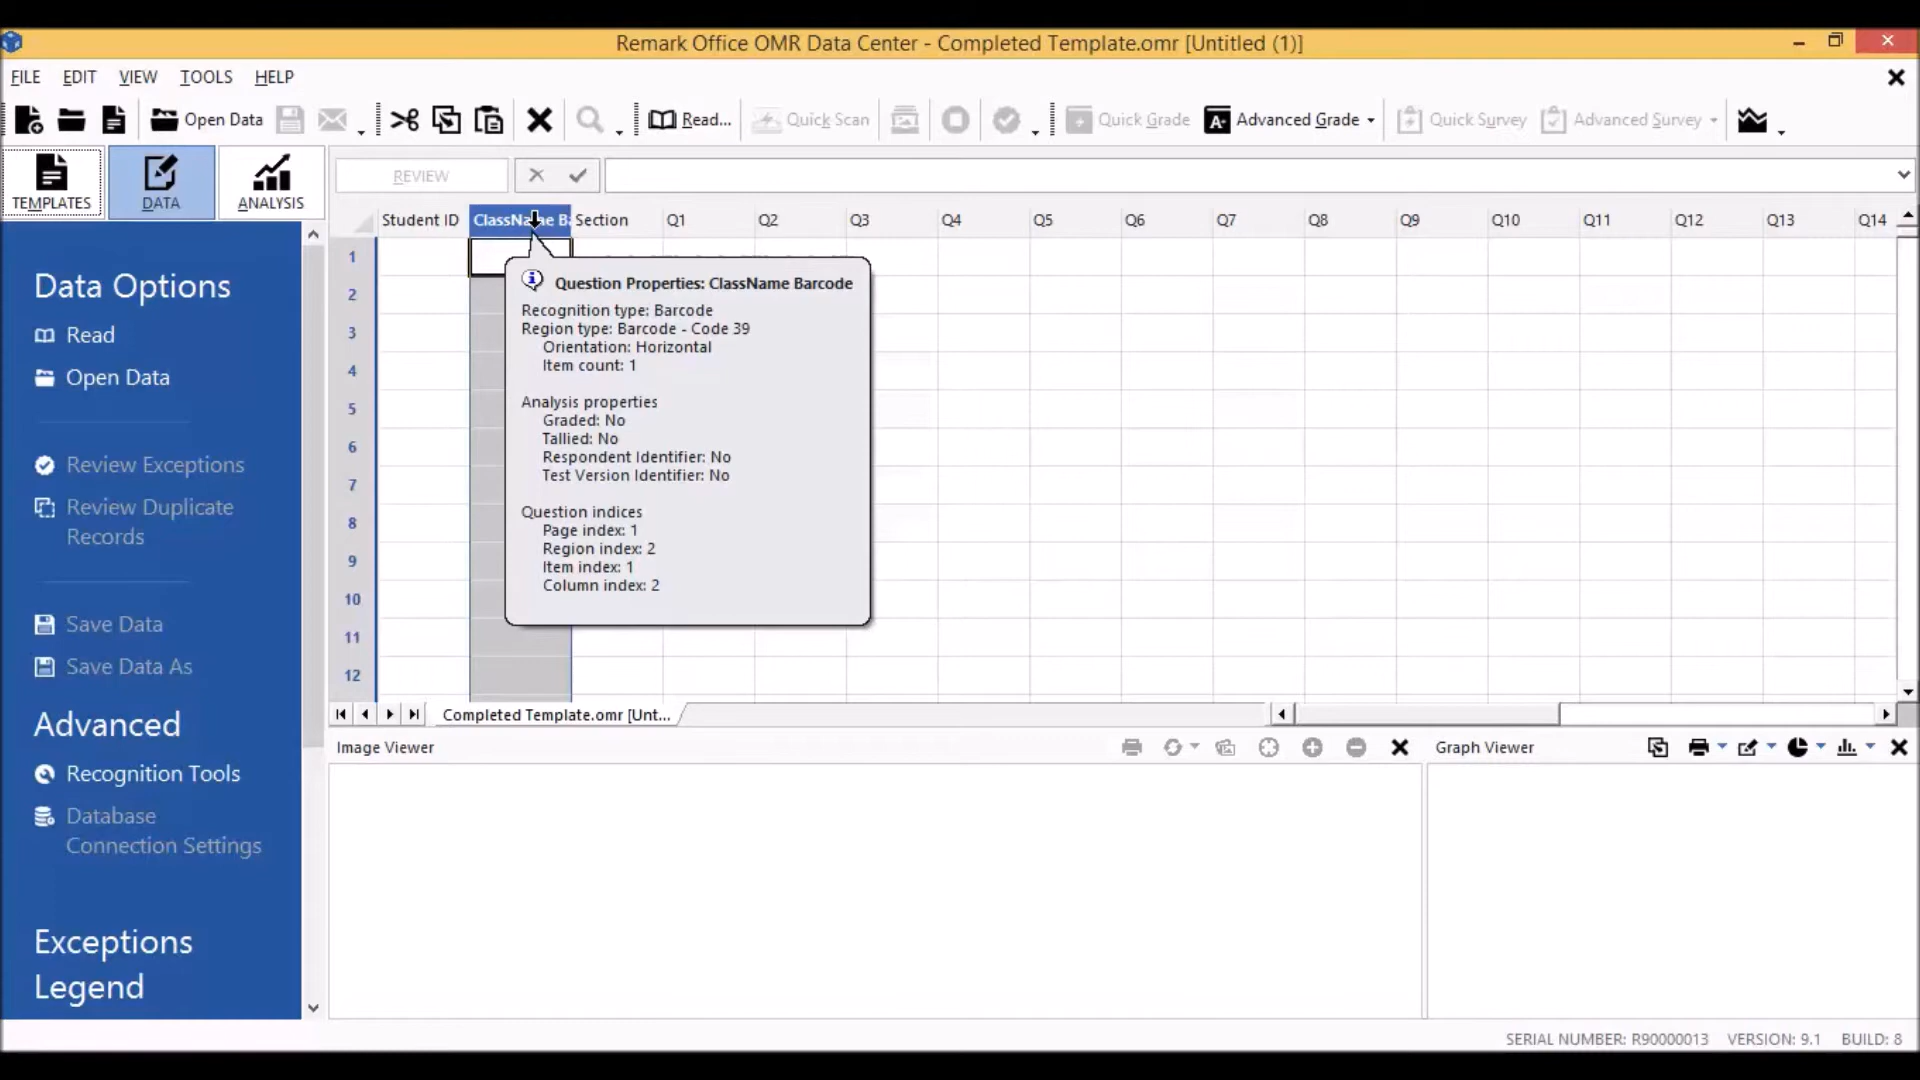 Remark Office OMR Data Center - Completed Template.omr [Untitled (1)]
FILE EDIT VIEW TOOLS HELP
Open Data Read... Quick Scan Quick Grade A+ Advanced Grade Quick Survey Advanced Survey
TEMPLATES DATA ANALYSIS
REVIEW
Student ID ClassName Ba Section Q1 Q2 Q3 Q4 Q5 Q6 Q7 Q8 Q9 Q10 Q11 Q12 Q13 Q14
1
2
3
4
5
6
7
8
9
10
11
12
Question Properties: ClassName Barcode
Recognition type: Barcode
Region type: Barcode - Code 39
Orientation: Horizontal
Item count: 1
Analysis properties
Graded: No
Tallied: No
Respondent Identifier: No
Test Version Identifier: No
Question indices
Page index: 1
Region index: 2
Item index: 1
Column index: 2
Data Options
Read
Open Data
Review Exceptions
Review Duplicate
Records
Save Data
Save Data As
Advanced
Recognition Tools
Database
Connection Settings
Exceptions
Legend
Completed Template.omr [Unt...
Image Viewer
Graph Viewer
SERIAL NUMBER: R90000013 VERSION: 9.1 BUILD: 8